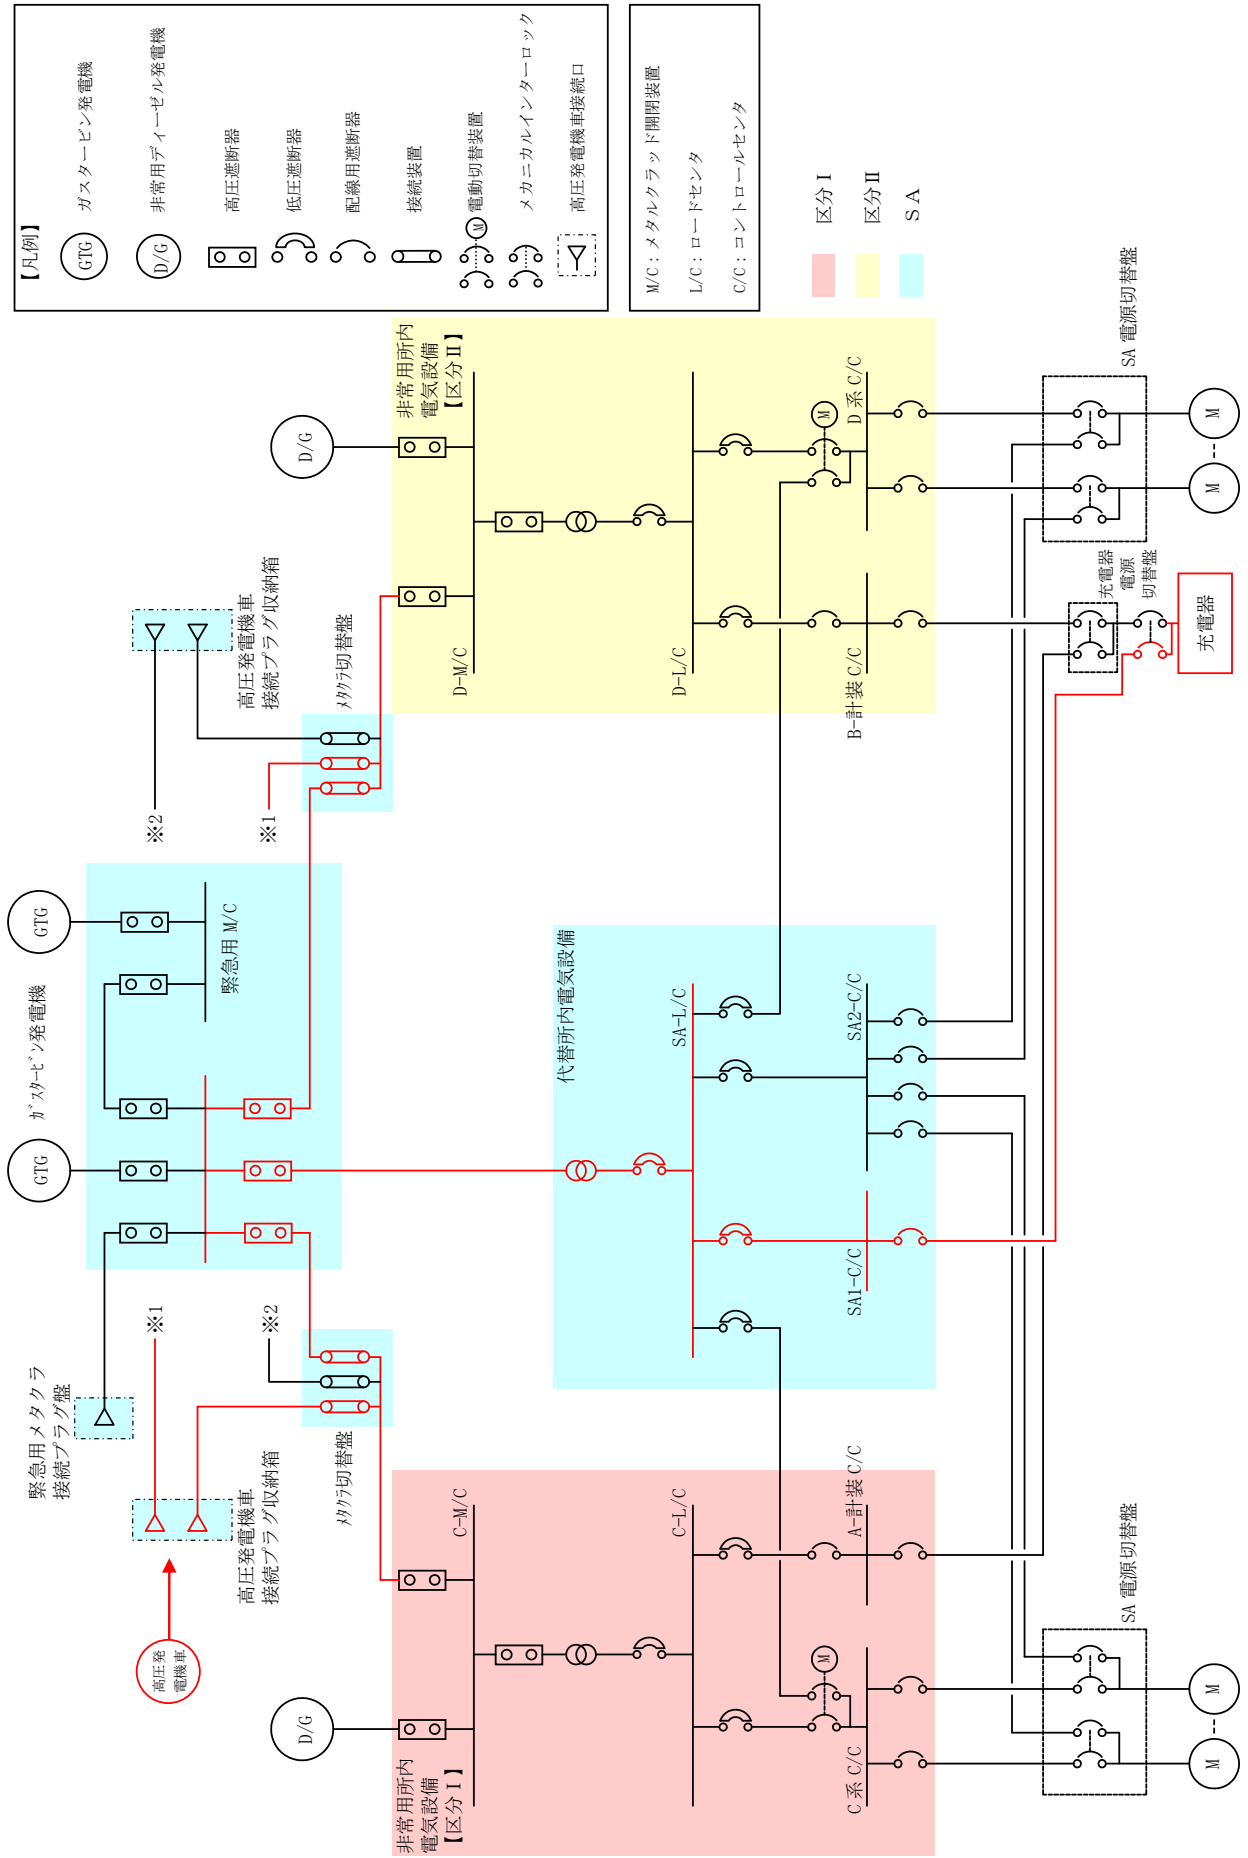 【凡例】
GTG
ガスタービン発電機
D/G
非常用ディーゼル発電機
高圧遮断器
低圧遮断器
配線用遮断器
接続装置
M
電動切替装置
メカニカルインターロック
高圧発電機車接続口
M/C：メタルクラッド開閉装置
L/C：ロードセンタ
C/C：コントロールセンタ
区分Ⅰ
区分Ⅱ
ＳＡ
緊急用メタクラ
接続プラグ盤
GTG
ｶﾞｽﾀｰﾋﾞﾝ発電機
GTG
緊急用 M/C
高圧発
電機車
高圧発電機車
接続プラグ収納箱
※1
※2
ﾒﾀｸﾗ切替盤
※2
※1
高圧発電機車
接続プラグ収納箱
ﾒﾀｸﾗ切替盤
D/G
非常用所内
電気設備
【区分Ⅰ】
C-M/C
C-L/C
M
C 系 C/C
A-計装 C/C
代替所内電気設備
SA-L/C
SA1-C/C
SA2-C/C
D/G
非常用所内
電気設備
【区分Ⅱ】
D-M/C
D-L/C
M
B-計装 C/C
D 系 C/C
SA 電源切替盤
M
M
充電器
電源
切替盤
充電器
SA 電源切替盤
M
M